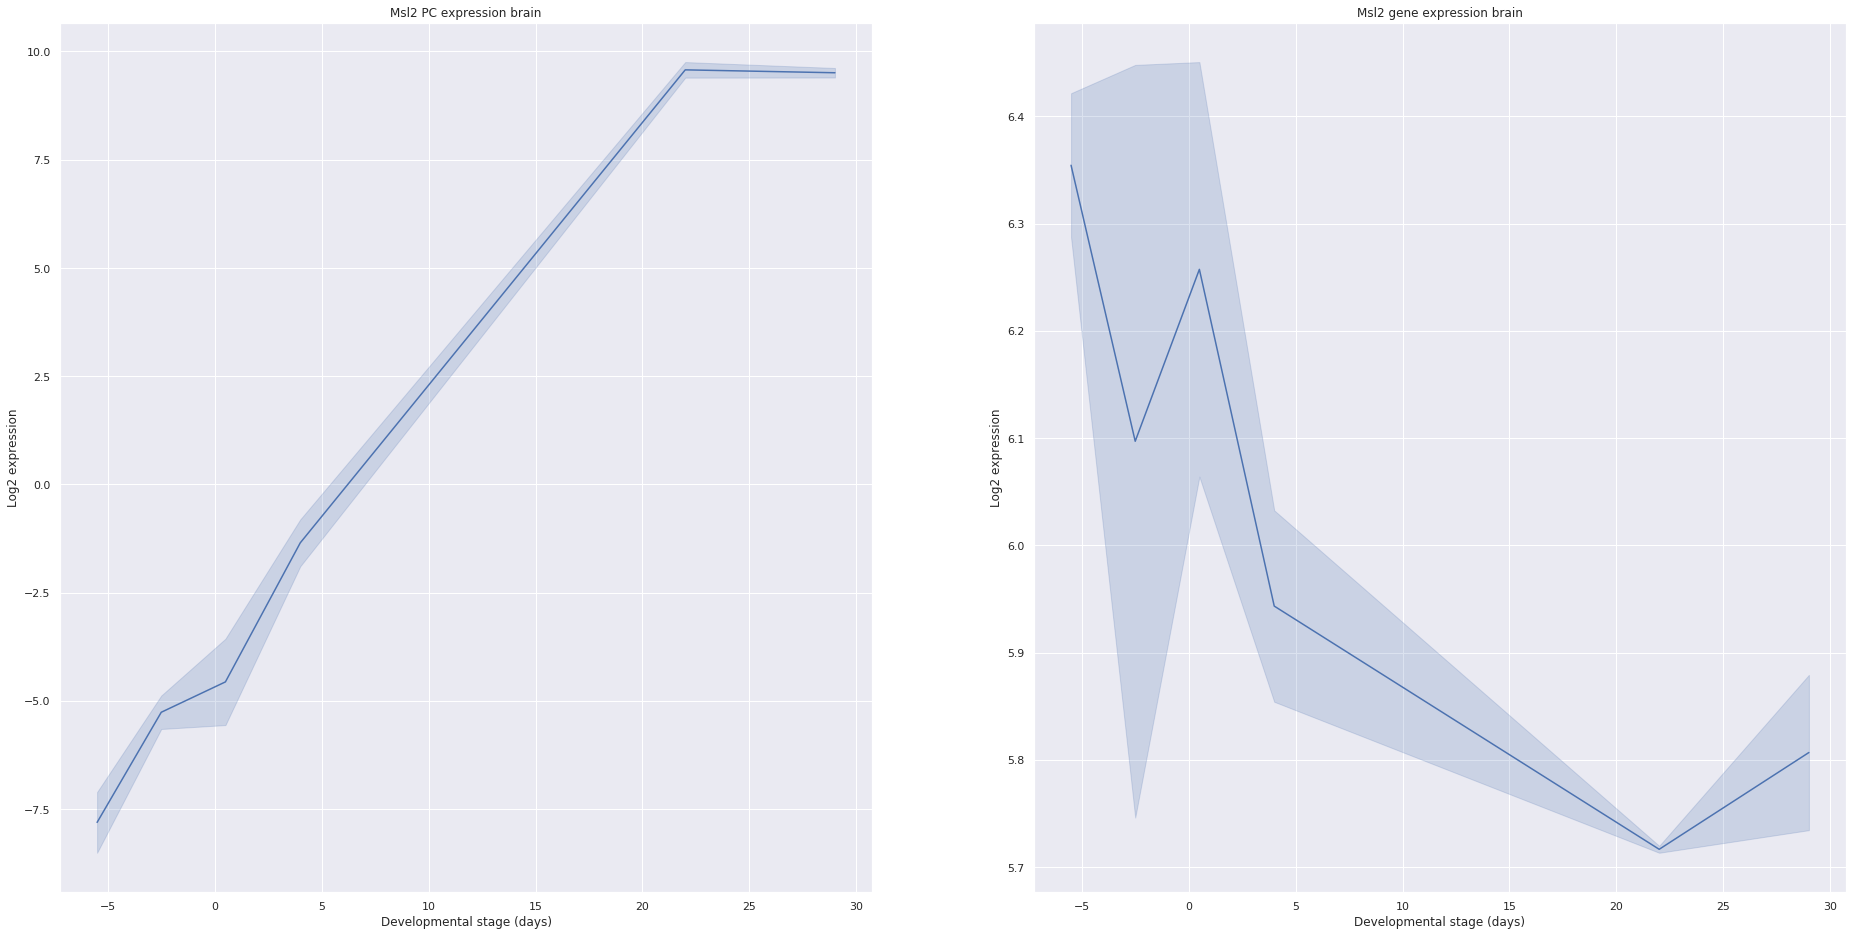 Msl2 PC expression brain
10.0
7.5
5.0
2.5
0.0
−2.5
−5.0
−7.5
Log2 expression
−5 0 5 10 15 20 25 30
Developmental stage (days)
Msl2 gene expression brain
6.4
6.3
6.2
6.1
6.0
5.9
5.8
5.7
Log2 expression
−5 0 5 10 15 20 25 30
Developmental stage (days)